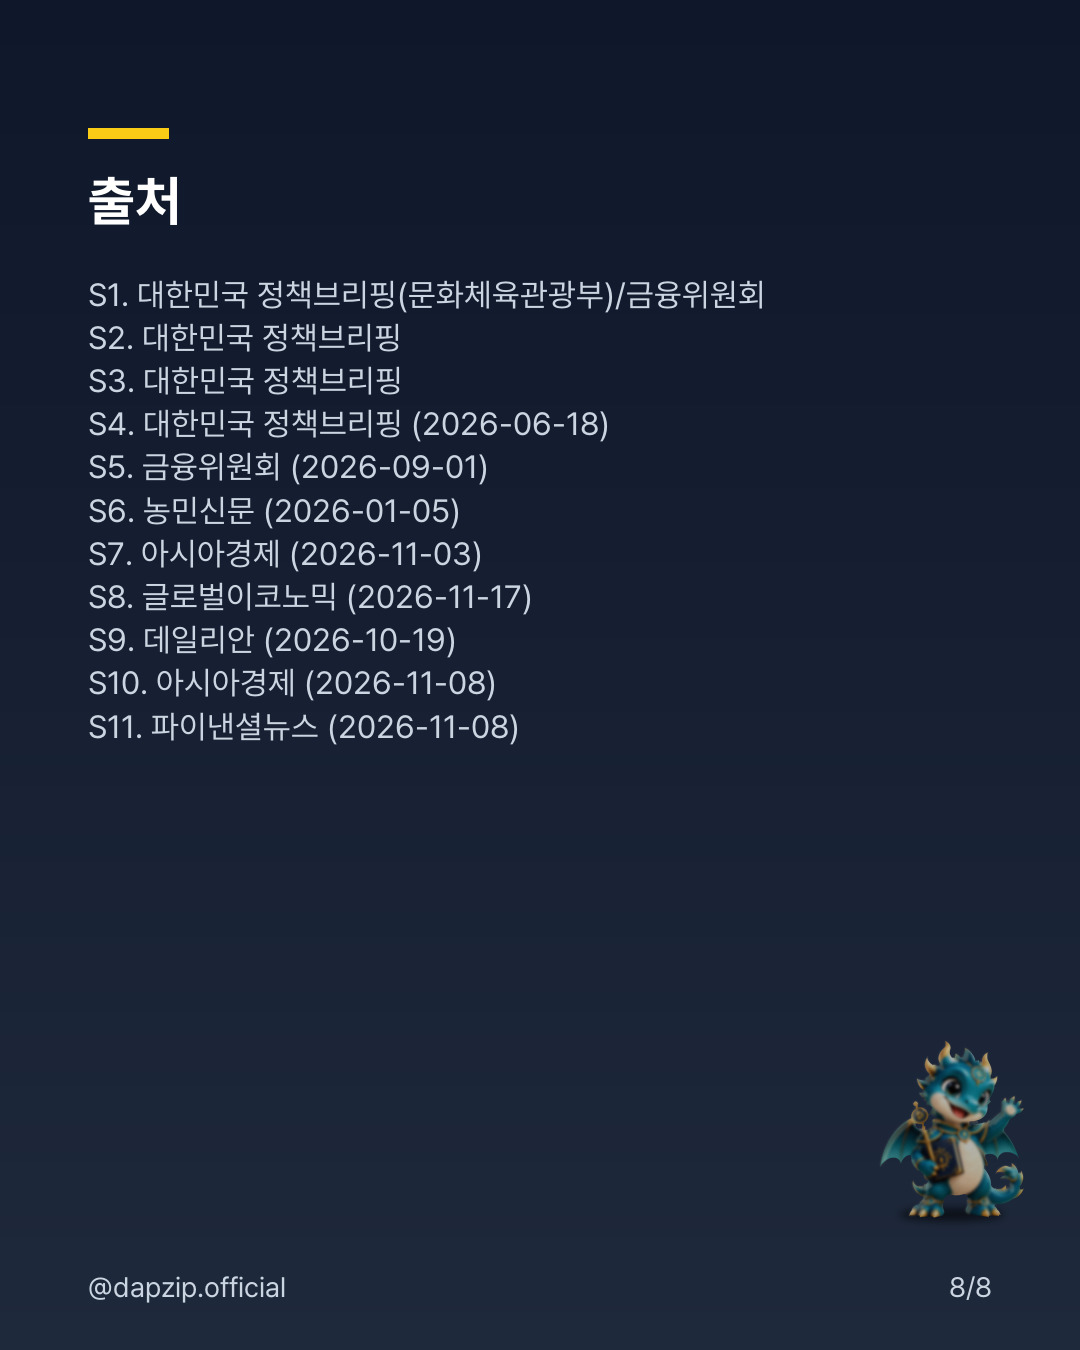 출처
S1. 대한민국 정책브리핑(문화체육관광부)/금융위원회
S2. 대한민국 정책브리핑
S3. 대한민국 정책브리핑
S4. 대한민국 정책브리핑 (2026-06-18)
S5. 금융위원회 (2026-09-01)
S6. 농민신문 (2026-01-05)
S7. 아시아경제 (2026-11-03)
S8. 글로벌이코노믹 (2026-11-17)
S9. 데일리안 (2026-10-19)
S10. 아시아경제 (2026-11-08)
S11. 파이낸셜뉴스 (2026-11-08)
@dapzip.official
8/8